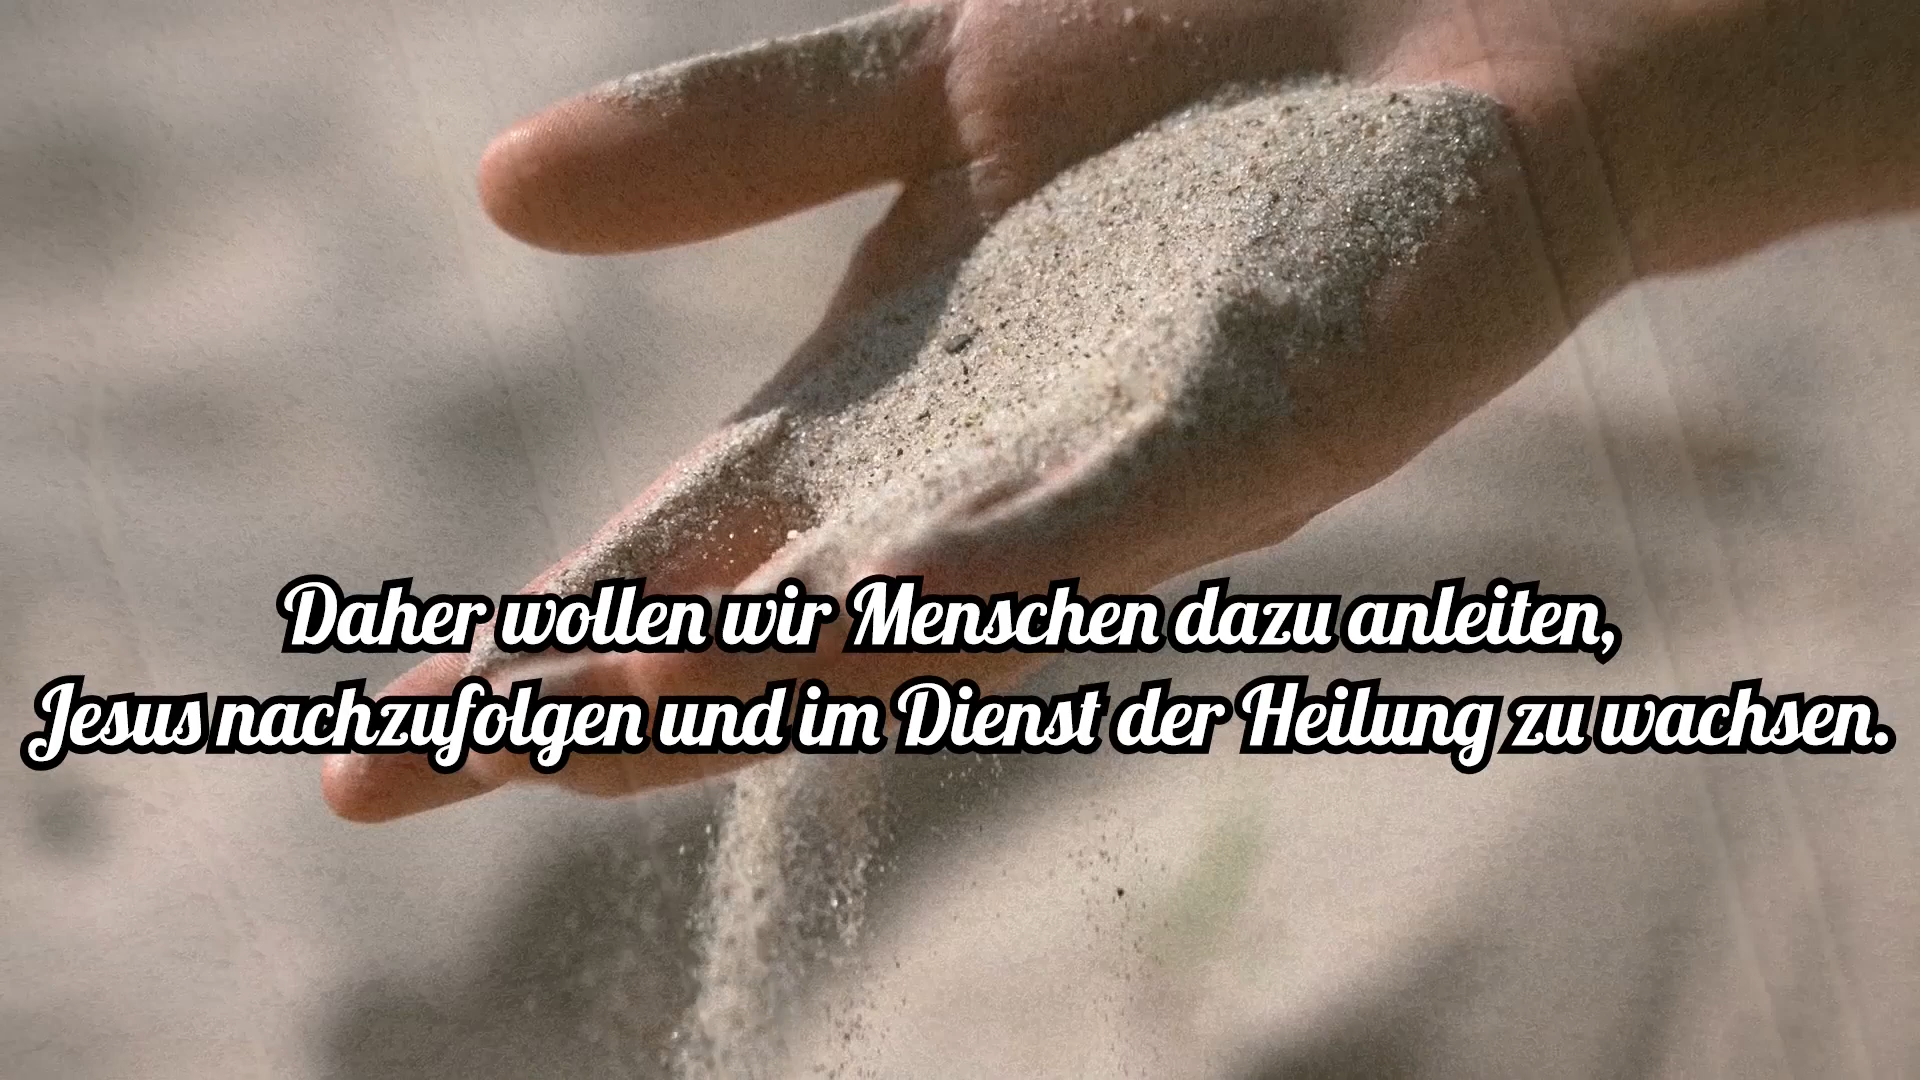 Daher wollen wir Menschen dazu anleiten,
Jesus nachzufolgen und im Dienst der Heilung zu wachsen.